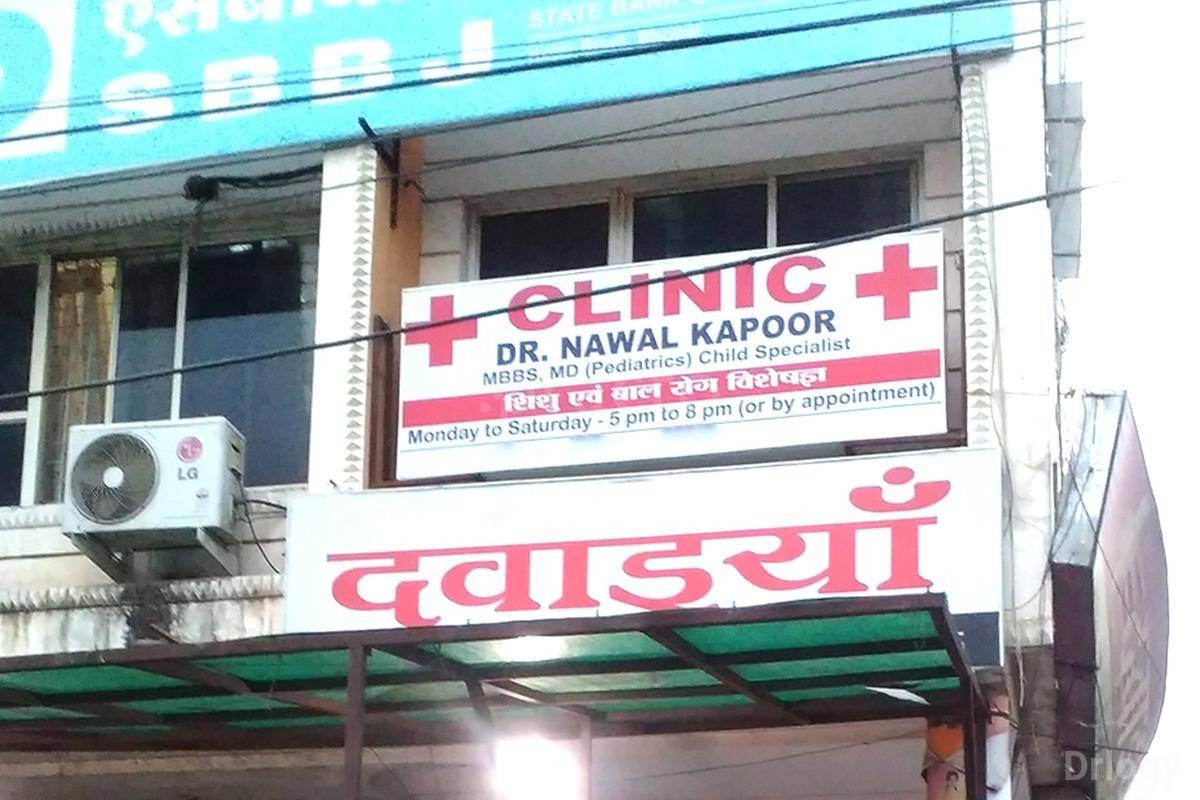 SBBJ
STATE BANK
CLINIC
DR. NAWAL KAPOOR
MBBS, MD (Pediatrics) Child Specialist
शिशु एवं बाल रोग विशेषज्ञ
Monday to Saturday - 5 pm to 8 pm (or by appointment)
LG
दवाइयाँ
Drlogy